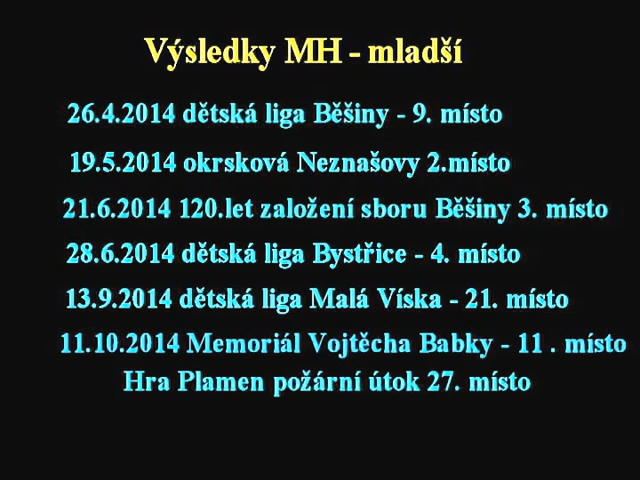 Výsledky MH - mladší
26.4.2014 dětská liga Běšiny - 9. místo
19.5.2014 okrsková Neznašovy 2.místo
21.6.2014 120.let založení sboru Běšiny 3. místo
28.6.2014 dětská liga Bystřice - 4. místo
13.9.2014 dětská liga Malá Víska - 21. místo
11.10.2014 Memoriál Vojtěcha Babky - 11 . místo
Hra Plamen požární útok 27. místo